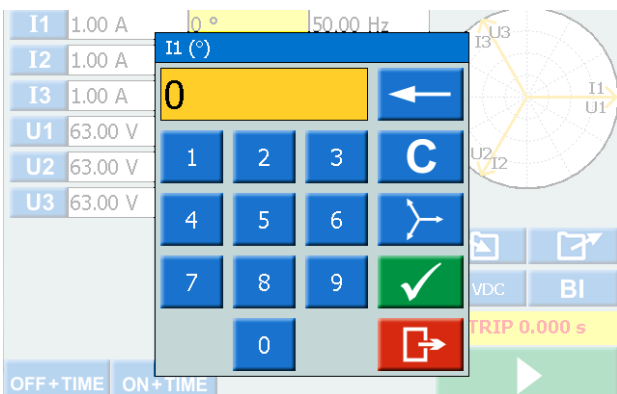 I1 1.00 A 0 ° 50.00 Hz
I2 1.00 A
I3 1.00 A
U1 63.00 V
U2 63.00 V
U3 63.00 V
I1 (°)
0
1 2 3 C
4 5 6
7 8 9
0
I3 U3
I1
U1
U2 I2
VDC BI
TRIP 0.000 s
OFF+TIME ON+TIME